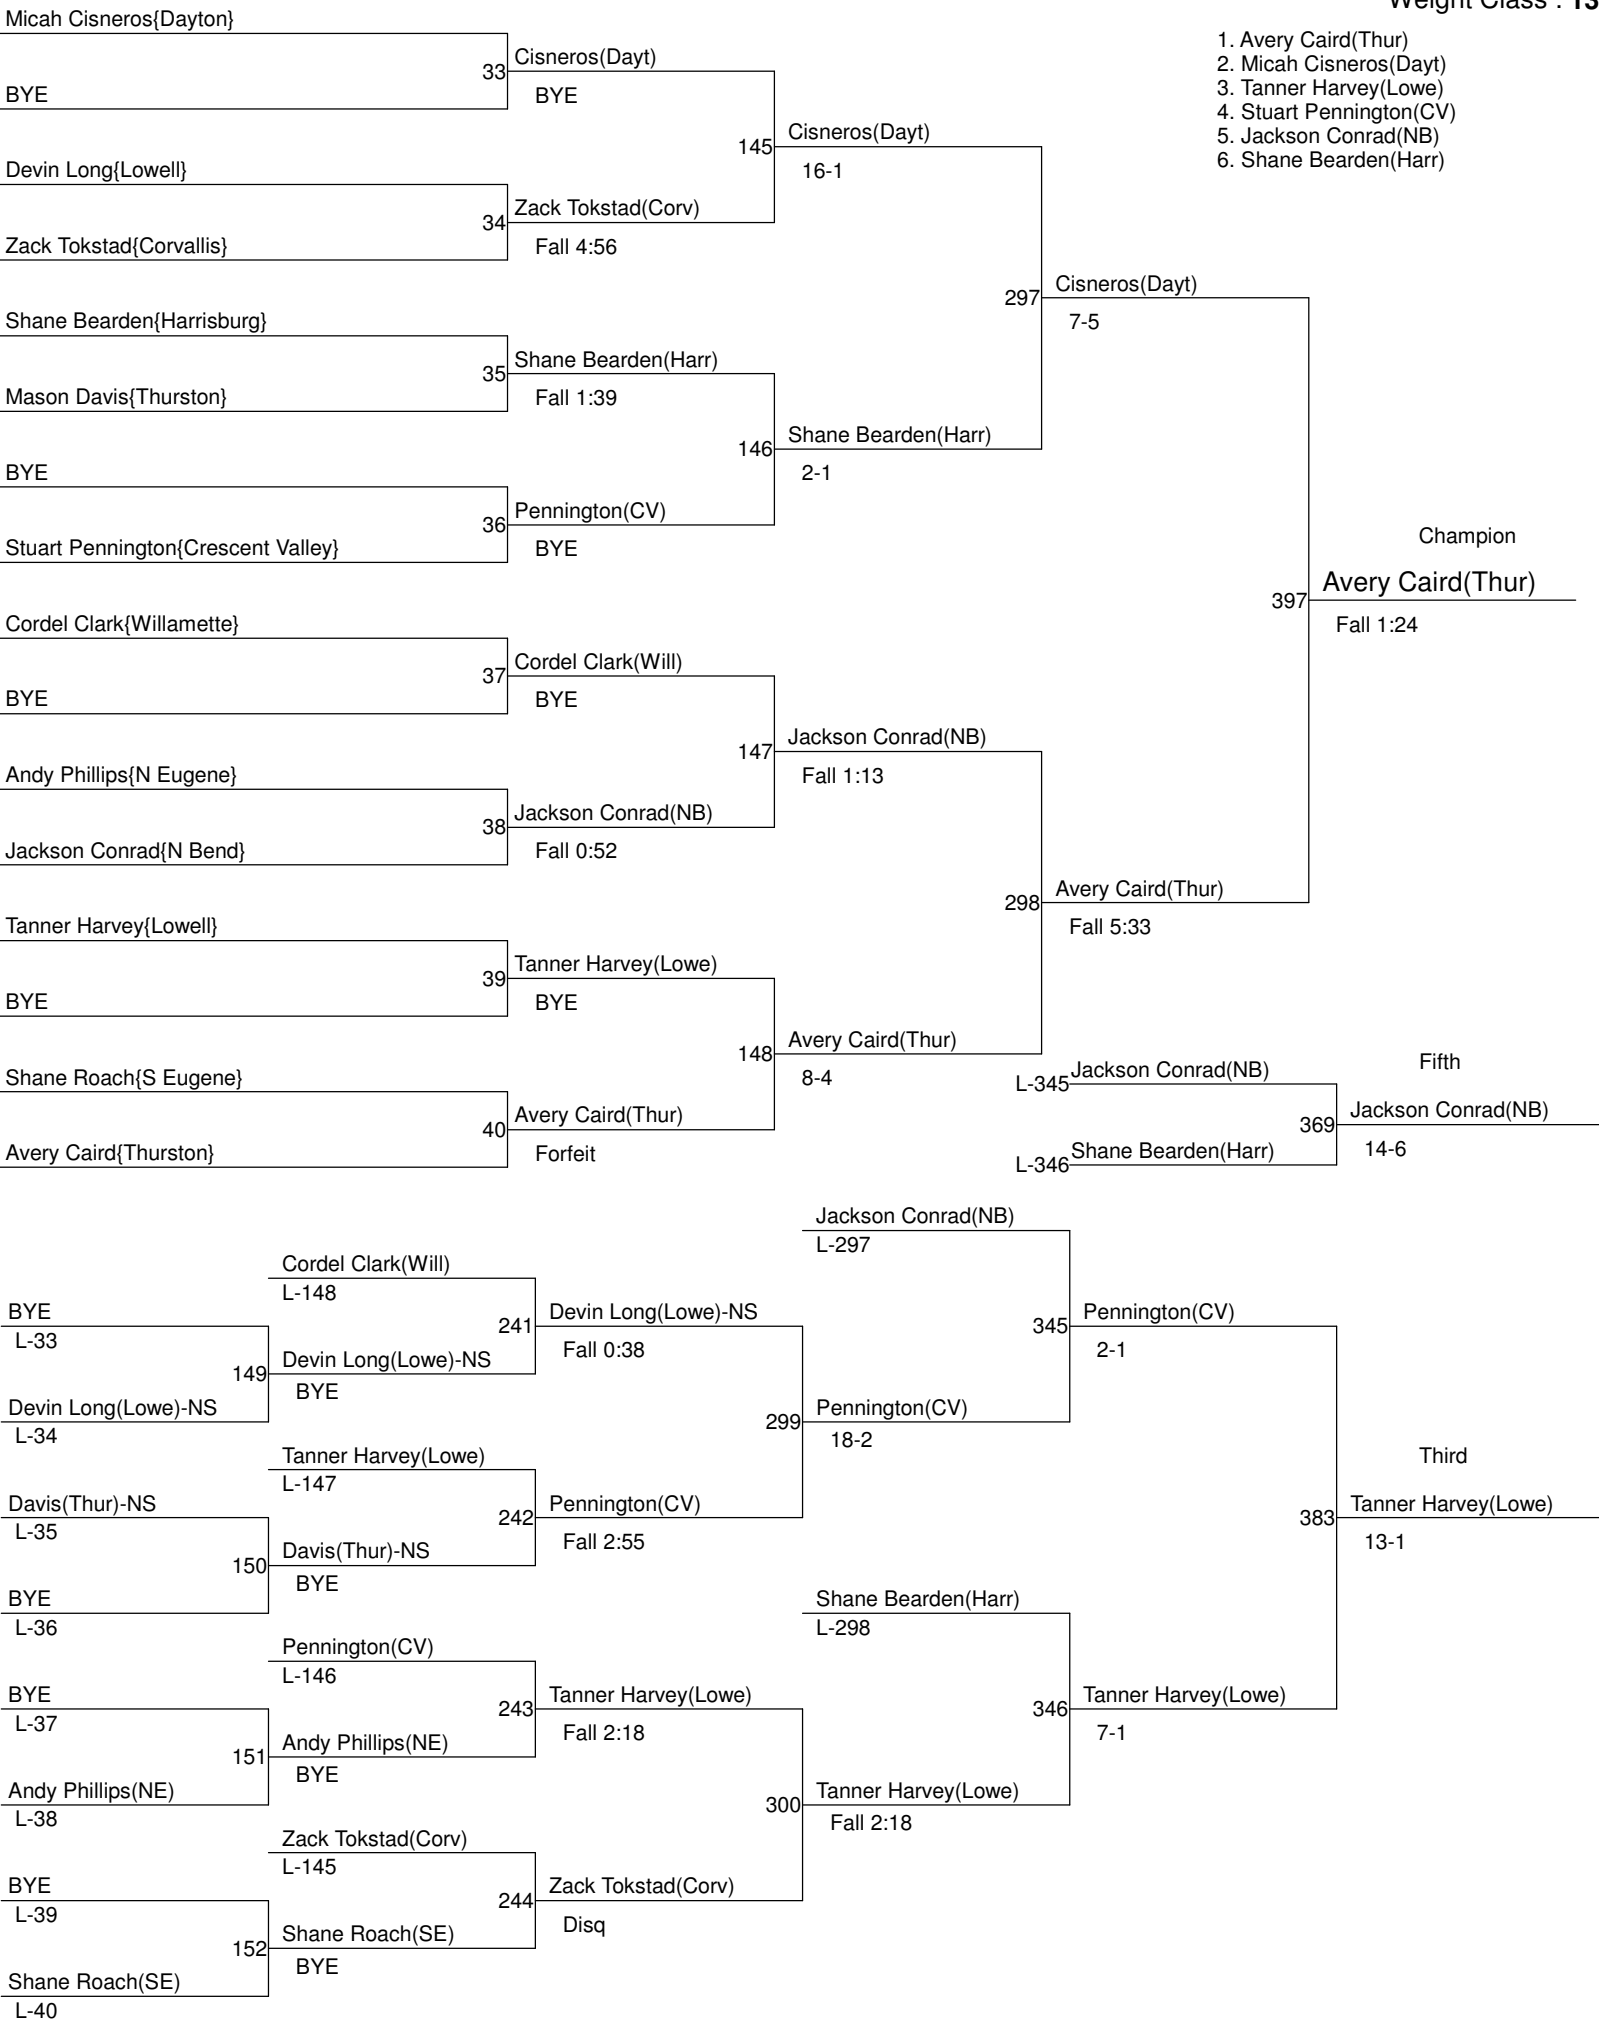 Weight Class : 13
1. Avery Caird(Thur)
2. Micah Cisneros(Dayt)
3. Tanner Harvey(Lowe)
4. Stuart Pennington(CV)
5. Jackson Conrad(NB)
6. Shane Bearden(Harr)
Micah Cisneros{Dayton}
33
Cisneros(Dayt)
BYE
BYE
145
Cisneros(Dayt)
16-1
Devin Long{Lowell}
34
Zack Tokstad(Corv)
Zack Tokstad{Corvallis}
Fall 4:56
297
Cisneros(Dayt)
7-5
Shane Bearden{Harrisburg}
35
Shane Bearden(Harr)
Mason Davis{Thurston}
Fall 1:39
146
Shane Bearden(Harr)
2-1
BYE
36
Pennington(CV)
Stuart Pennington{Crescent Valley}
BYE
Champion
397
Avery Caird(Thur)
Fall 1:24
Cordel Clark{Willamette}
37
Cordel Clark(Will)
BYE
BYE
147
Jackson Conrad(NB)
Fall 1:13
Andy Phillips{N Eugene}
38
Jackson Conrad(NB)
Jackson Conrad{N Bend}
Fall 0:52
298
Avery Caird(Thur)
Fall 5:33
Tanner Harvey{Lowell}
39
Tanner Harvey(Lowe)
BYE
BYE
148
Avery Caird(Thur)
8-4
Shane Roach{S Eugene}
40
Avery Caird(Thur)
Avery Caird{Thurston}
Forfeit
Fifth
L-345
Jackson Conrad(NB)
369
Jackson Conrad(NB)
14-6
L-346
Shane Bearden(Harr)
Jackson Conrad(NB)
L-297
Cordel Clark(Will)
L-148
BYE
L-33
241
Devin Long(Lowe)-NS
Fall 0:38
345
Pennington(CV)
2-1
149
Devin Long(Lowe)-NS
BYE
Devin Long(Lowe)-NS
L-34
299
Pennington(CV)
18-2
Tanner Harvey(Lowe)
L-147
Third
Davis(Thur)-NS
L-35
242
Pennington(CV)
Fall 2:55
383
Tanner Harvey(Lowe)
13-1
150
Davis(Thur)-NS
BYE
BYE
L-36
Shane Bearden(Harr)
L-298
Pennington(CV)
L-146
BYE
L-37
243
Tanner Harvey(Lowe)
Fall 2:18
346
Tanner Harvey(Lowe)
7-1
151
Andy Phillips(NE)
BYE
Andy Phillips(NE)
L-38
300
Tanner Harvey(Lowe)
Fall 2:18
Zack Tokstad(Corv)
L-145
BYE
L-39
244
Zack Tokstad(Corv)
Disq
152
Shane Roach(SE)
BYE
Shane Roach(SE)
L-40